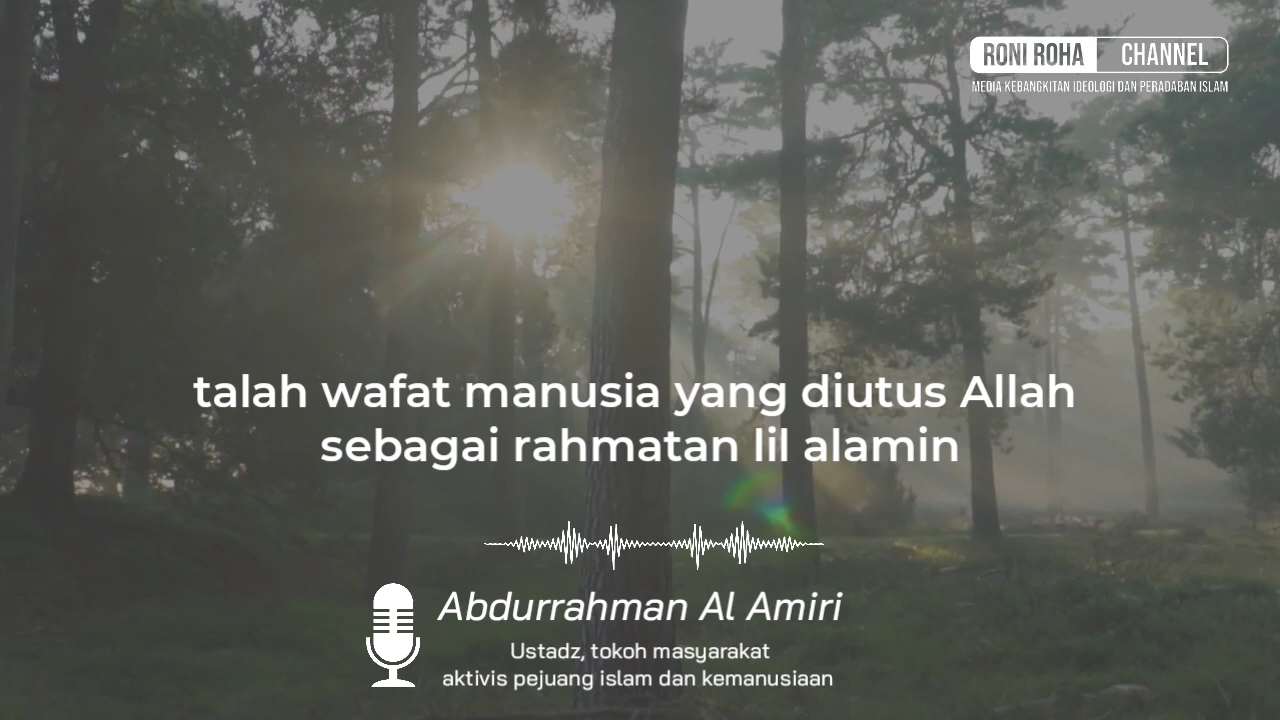 RONI ROHA CHANNEL
MEDIA KEBANGKITAN IDEOLOGI DAN PERADABAN ISLAM
talah wafat manusia yang diutus Allah
sebagai rahmatan lil alamin
Abdurrahman Al Amiri
Ustadz, tokoh masyarakat
aktivis pejuang islam dan kemanusiaan